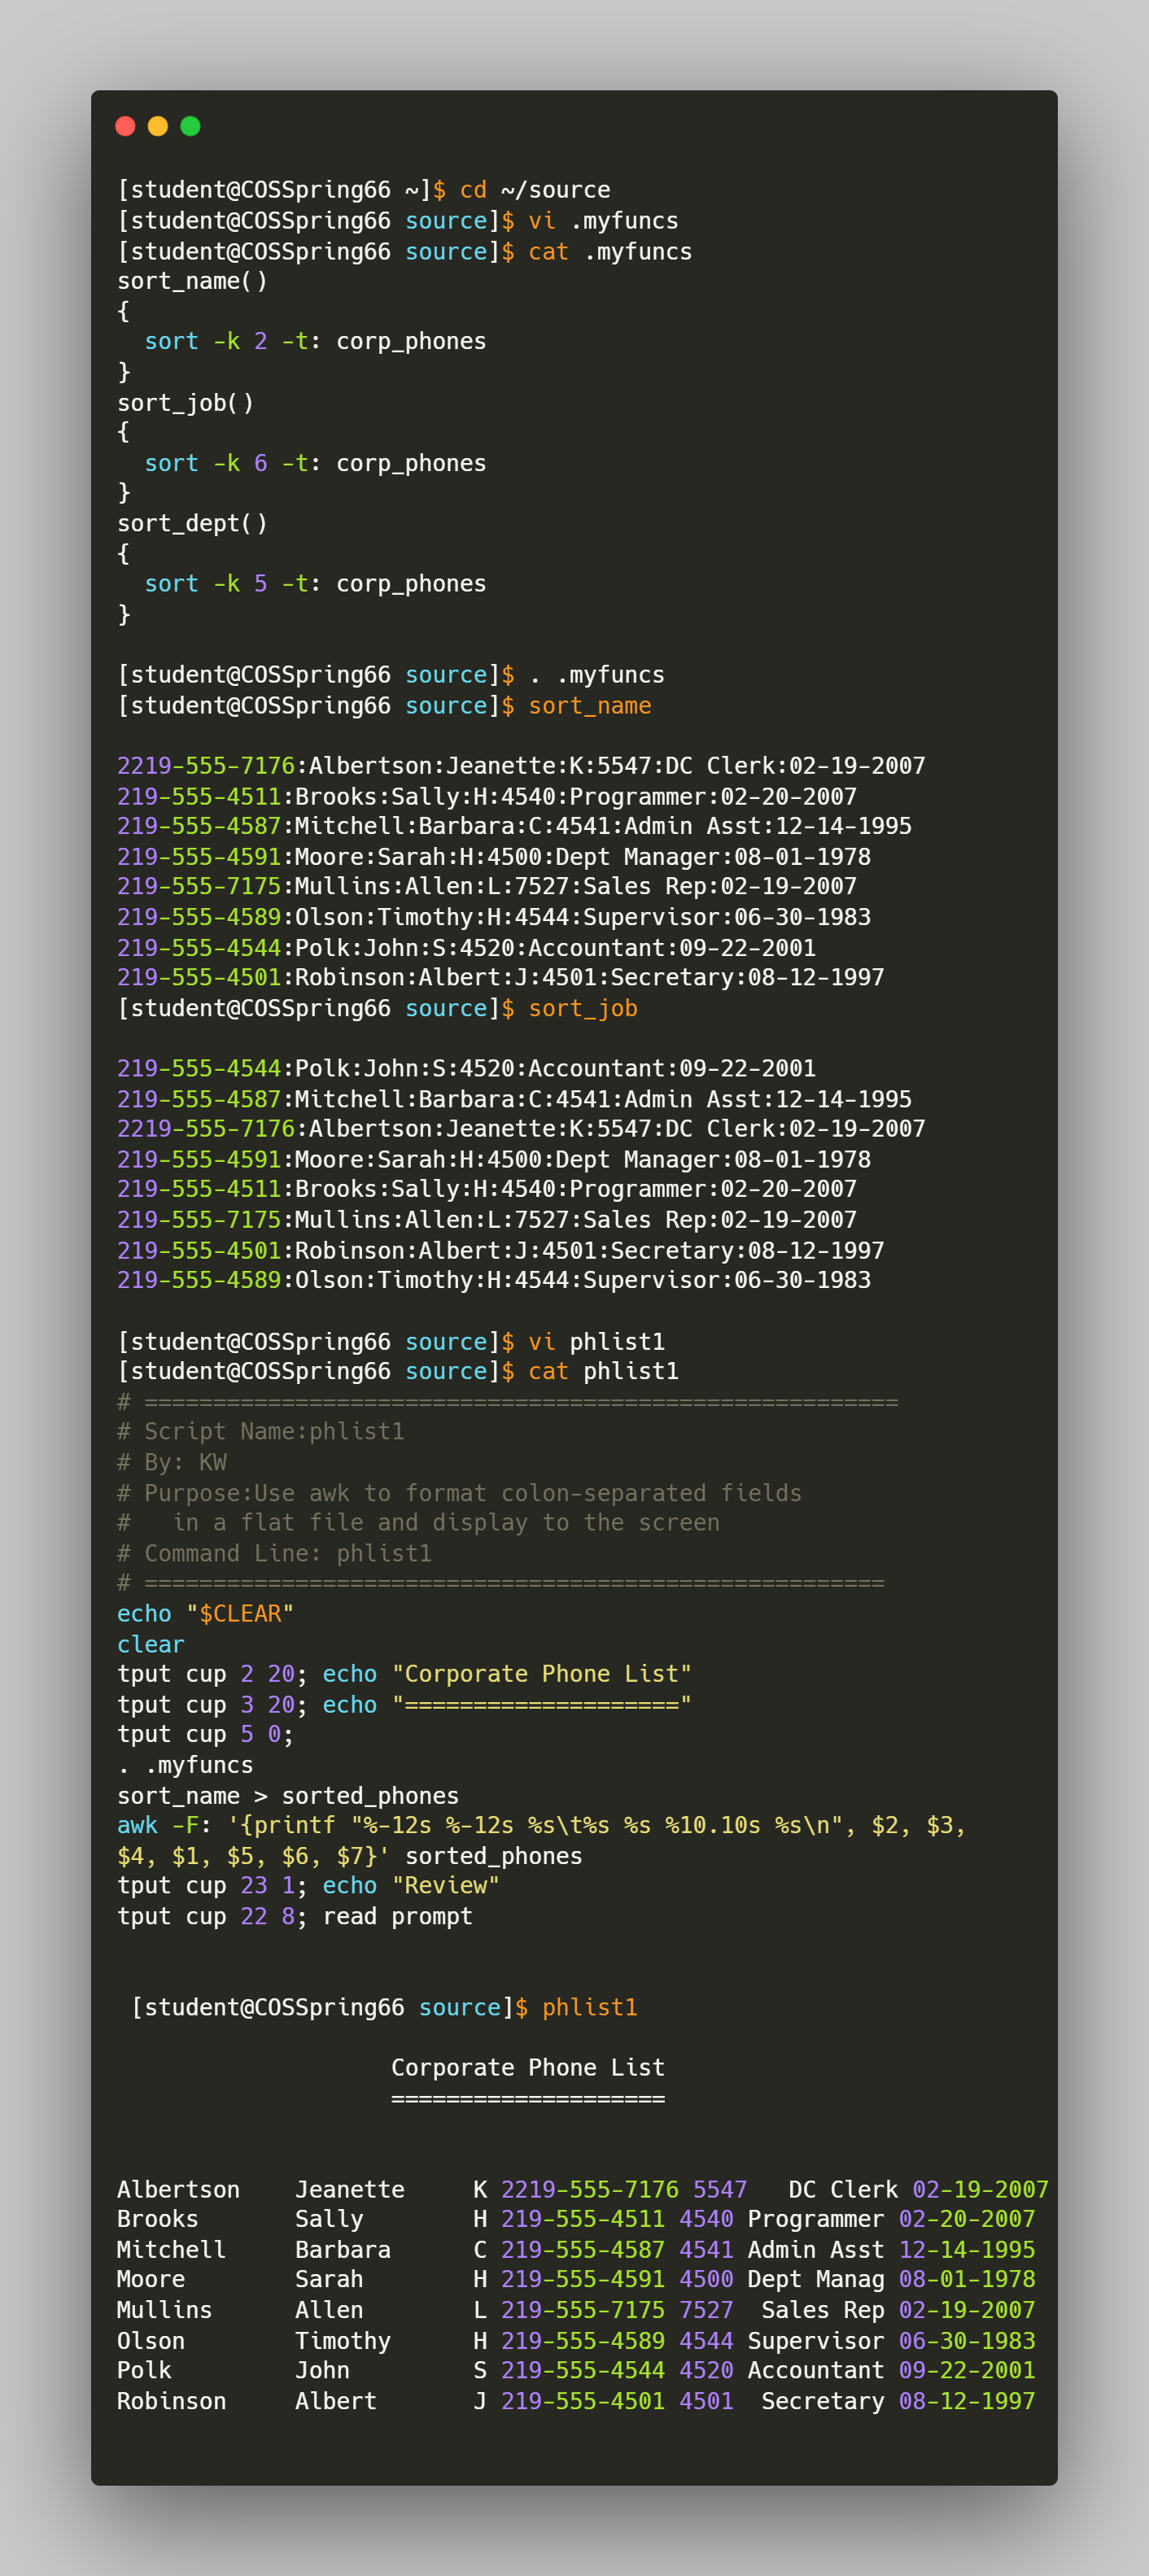 [student@COSSpring66 ~]$ cd ~/source
[student@COSSpring66 source]$ vi .myfuncs
[student@COSSpring66 source]$ cat .myfuncs
sort_name()
{
  sort -k 2 -t: corp_phones
}
sort_job()
{
  sort -k 6 -t: corp_phones
}
sort_dept()
{
  sort -k 5 -t: corp_phones
}

[student@COSSpring66 source]$ . .myfuncs
[student@COSSpring66 source]$ sort_name

2219-555-7176:Albertson:Jeanette:K:5547:DC Clerk:02-19-2007
219-555-4511:Brooks:Sally:H:4540:Programmer:02-20-2007
219-555-4587:Mitchell:Barbara:C:4541:Admin Asst:12-14-1995
219-555-4591:Moore:Sarah:H:4500:Dept Manager:08-01-1978
219-555-7175:Mullins:Allen:L:7527:Sales Rep:02-19-2007
219-555-4589:Olson:Timothy:H:4544:Supervisor:06-30-1983
219-555-4544:Polk:John:S:4520:Accountant:09-22-2001
219-555-4501:Robinson:Albert:J:4501:Secretary:08-12-1997
[student@COSSpring66 source]$ sort_job

219-555-4544:Polk:John:S:4520:Accountant:09-22-2001
219-555-4587:Mitchell:Barbara:C:4541:Admin Asst:12-14-1995
2219-555-7176:Albertson:Jeanette:K:5547:DC Clerk:02-19-2007
219-555-4591:Moore:Sarah:H:4500:Dept Manager:08-01-1978
219-555-4511:Brooks:Sally:H:4540:Programmer:02-20-2007
219-555-7175:Mullins:Allen:L:7527:Sales Rep:02-19-2007
219-555-4501:Robinson:Albert:J:4501:Secretary:08-12-1997
219-555-4589:Olson:Timothy:H:4544:Supervisor:06-30-1983

[student@COSSpring66 source]$ vi phlist1
[student@COSSpring66 source]$ cat phlist1
# =======================================================
# Script Name:phlist1
# By: KW
# Purpose:Use awk to format colon-separated fields
#   in a flat file and display to the screen
# Command Line: phlist1
# ======================================================
echo "$CLEAR"
clear
tput cup 2 20; echo "Corporate Phone List"
tput cup 3 20; echo "===================="
tput cup 5 0;
. .myfuncs
sort_name > sorted_phones
awk -F: '{printf "%-12s %-12s %s\t%s %s %10.10s %s\n", $2, $3,
$4, $1, $5, $6, $7}' sorted_phones
tput cup 23 1; echo "Review"
tput cup 22 8; read prompt

 [student@COSSpring66 source]$ phlist1

                    Corporate Phone List
                    ====================

Albertson    Jeanette     K 2219-555-7176 5547   DC Clerk 02-19-2007
Brooks       Sally        H 219-555-4511 4540 Programmer 02-20-2007
Mitchell     Barbara      C 219-555-4587 4541 Admin Asst 12-14-1995
Moore        Sarah        H 219-555-4591 4500 Dept Manag 08-01-1978
Mullins      Allen        L 219-555-7175 7527  Sales Rep 02-19-2007
Olson        Timothy      H 219-555-4589 4544 Supervisor 06-30-1983
Polk         John         S 219-555-4544 4520 Accountant 09-22-2001
Robinson     Albert       J 219-555-4501 4501  Secretary 08-12-1997